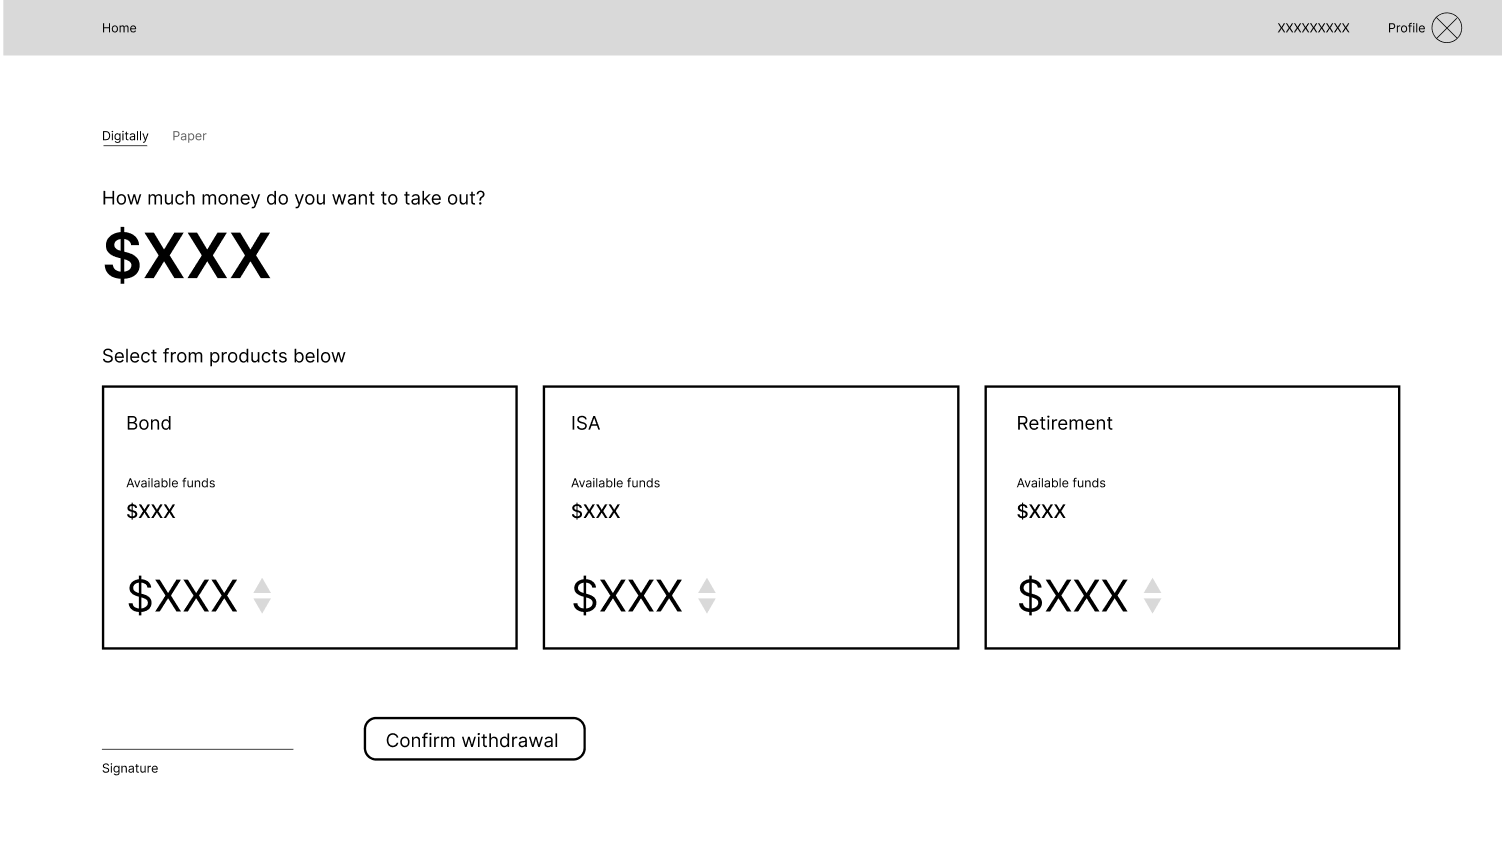 Home
XXXXXXXXX
Profile
Digitally
Paper
How much money do you want to take out?
$XXX
Select from products below
Bond
Available funds
$XXX
$XXX
ISA
Available funds
$XXX
$XXX
Retirement
Available funds
$XXX
$XXX
Signature
Confirm withdrawal